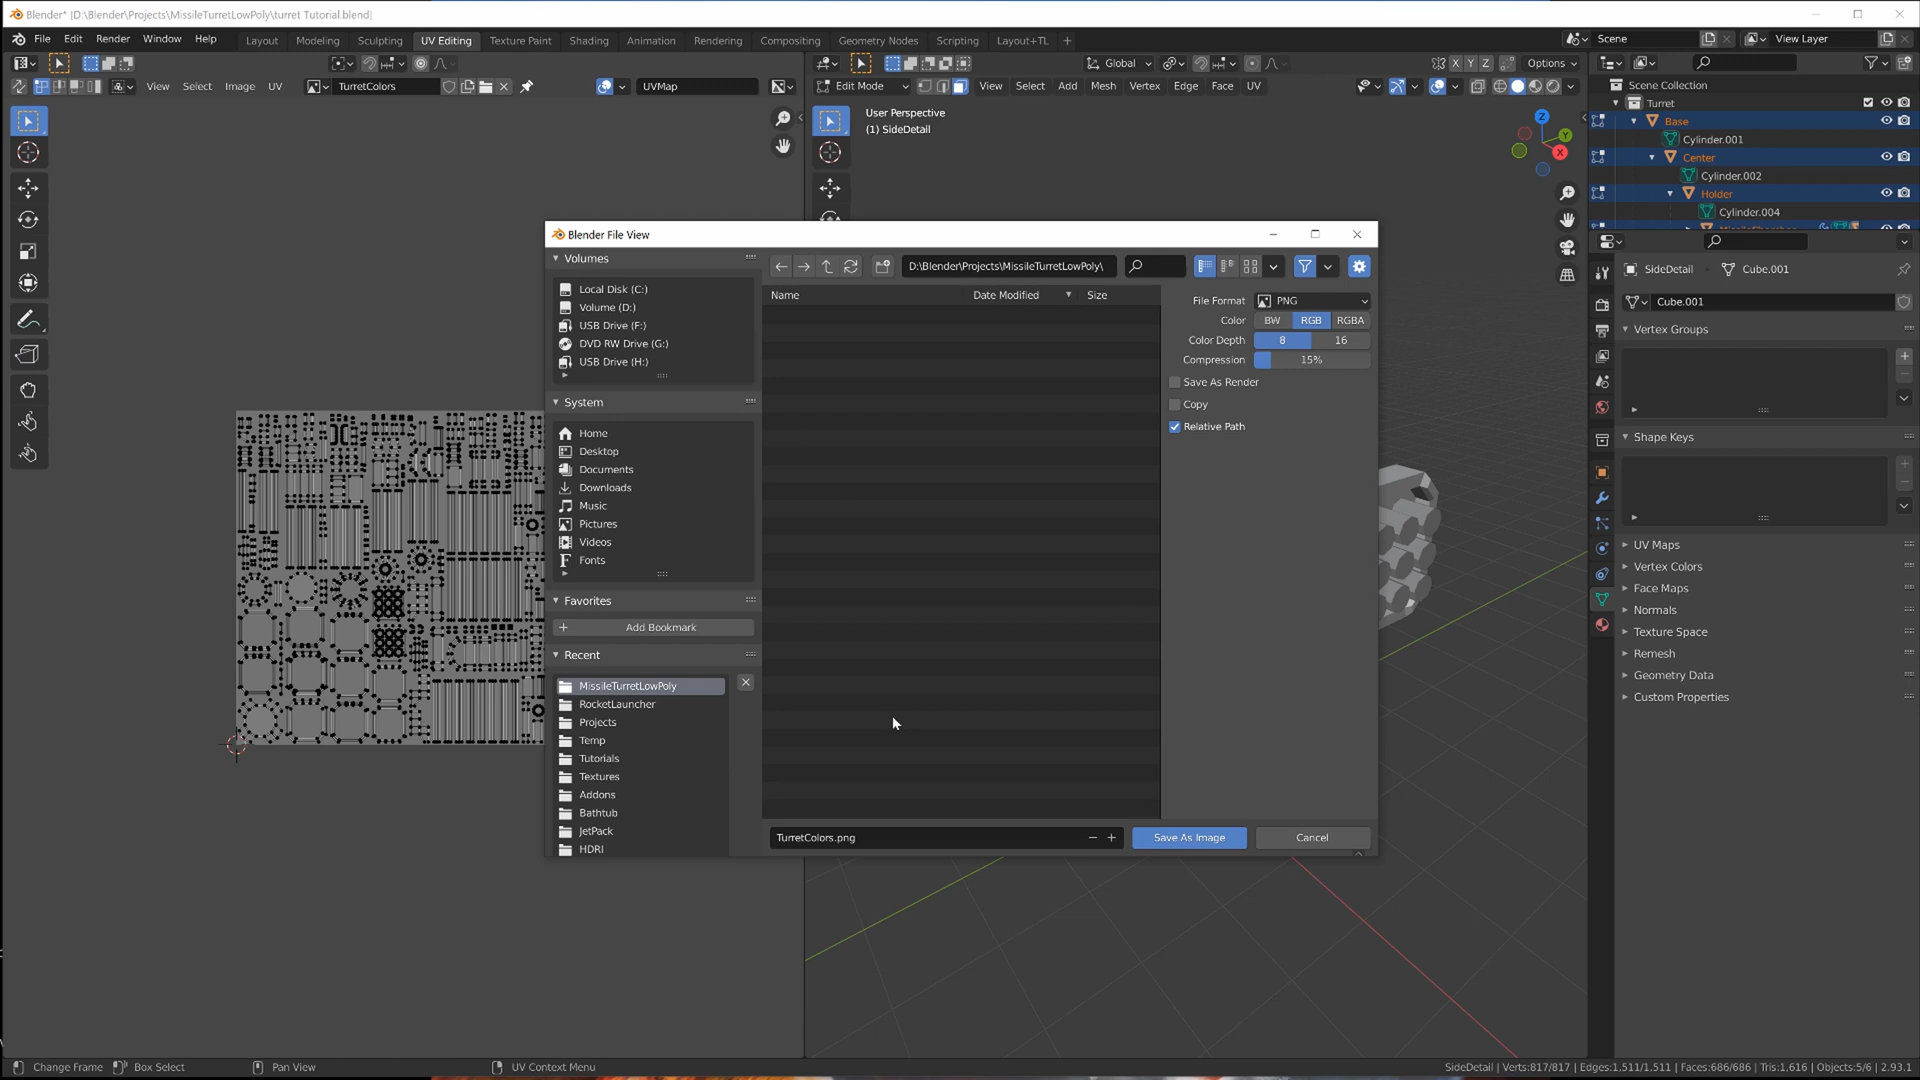 Blender* [D:\Blender\Projects\MissileTurretLowPoly\turret Tutorial.blend]
File Edit Render Window Help Layout Modeling Sculpting UV Editing Texture Paint Shading Animation Rendering Compositing Geometry Nodes Scripting Layout+TL + Scene View Layer
Global X Y Z Options
View Select Image UV TurretColors UVMap Edit Mode View Select Add Mesh Vertex Edge Face UV
Scene Collection
Turret
Base
Cylinder.001
Center
Cylinder.002
Holder
Cylinder.004
User Perspective
(1) SideDetail
Z
Y
X
SideDetail Cube.001
Cube.001
Vertex Groups
Shape Keys
UV Maps
Vertex Colors
Face Maps
Normals
Texture Space
Remesh
Geometry Data
Custom Properties
Blender File View
Volumes
Local Disk (C:)
Volume (D:)
USB Drive (F:)
DVD RW Drive (G:)
USB Drive (H:)
System
Home
Desktop
Documents
Downloads
Music
Pictures
Videos
Fonts
Favorites
Add Bookmark
Recent
MissileTurretLowPoly
RocketLauncher
Projects
Temp
Tutorials
Textures
Addons
Bathtub
JetPack
HDRI
D:\Blender\Projects\MissileTurretLowPoly\
Name Date Modified Size
File Format PNG
Color BW RGB RGBA
Color Depth 8 16
Compression 15%
Save As Render
Copy
Relative Path
TurretColors.png Save As Image Cancel
Change Frame Box Select Pan View UV Context Menu SideDetail | Verts:817/817 | Edges:1,511/1,511 | Faces:686/686 | Tris:1,616 | Objects:5/6 | 2.93.1